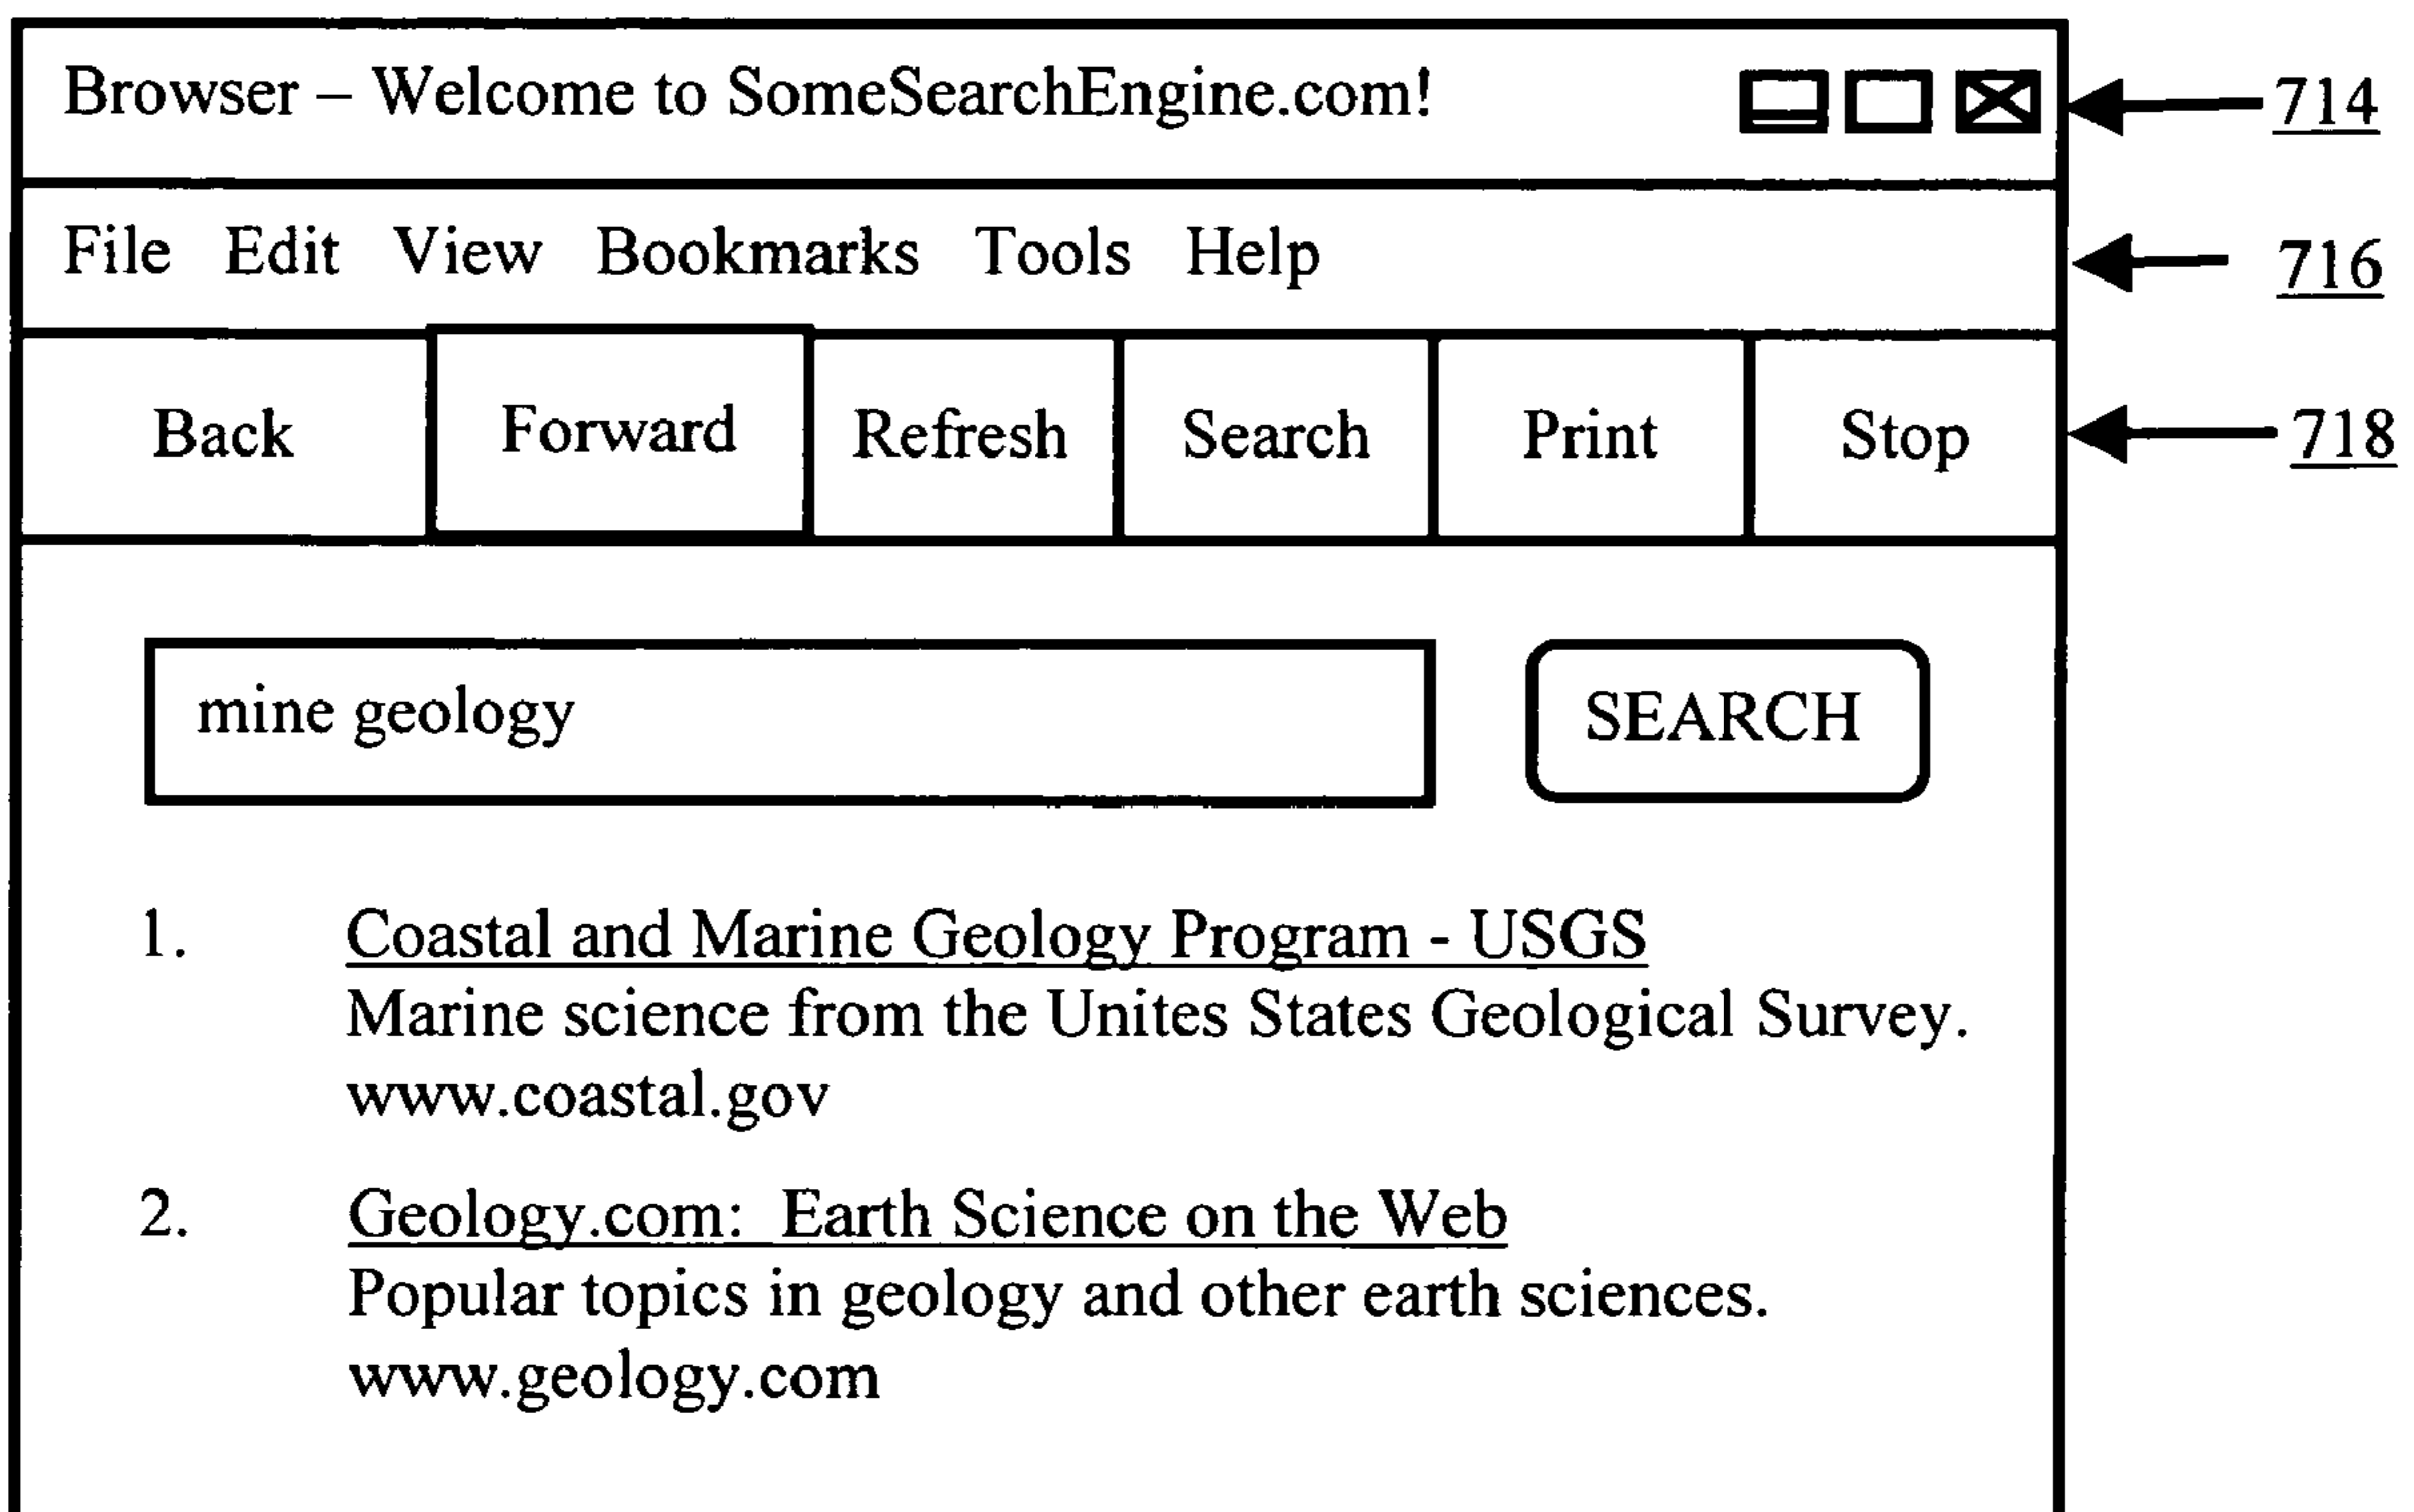 Browser – Welcome to SomeSearchEngine.com! 714
File Edit View Bookmarks Tools Help 716
Back Forward Refresh Search Print Stop 718
mine geology SEARCH
1. Coastal and Marine Geology Program - USGS
Marine science from the Unites States Geological Survey.
www.coastal.gov
2. Geology.com: Earth Science on the Web
Popular topics in geology and other earth sciences.
www.geology.com